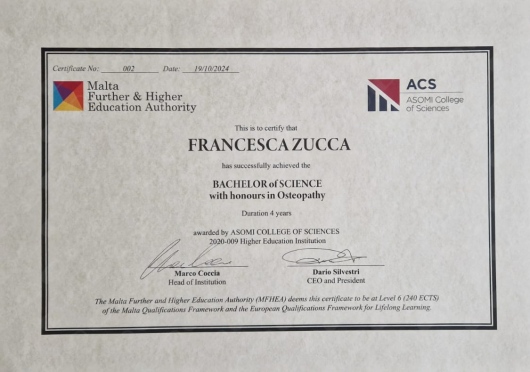 Certificate No: 002 Date: 19/10/2024
Malta
Further & Higher
Education Authority
ACS
ASOMI College
of Sciences
This is to certify that
FRANCESCA ZUCCA
has successfully achieved the
BACHELOR of SCIENCE
with honours in Osteopathy
Duration 4 years
awarded by ASOMI COLLEGE OF SCIENCES
2020-009 Higher Education Institution
Marco Coccia
Head of Institution
Dario Silvestri
CEO and President
The Malta Further and Higher Education Authority (MFHEA) deems this certificate to be at Level 6 (240 ECTS)
of the Malta Qualifications Framework and the European Qualifications Framework for Lifelong Learning.